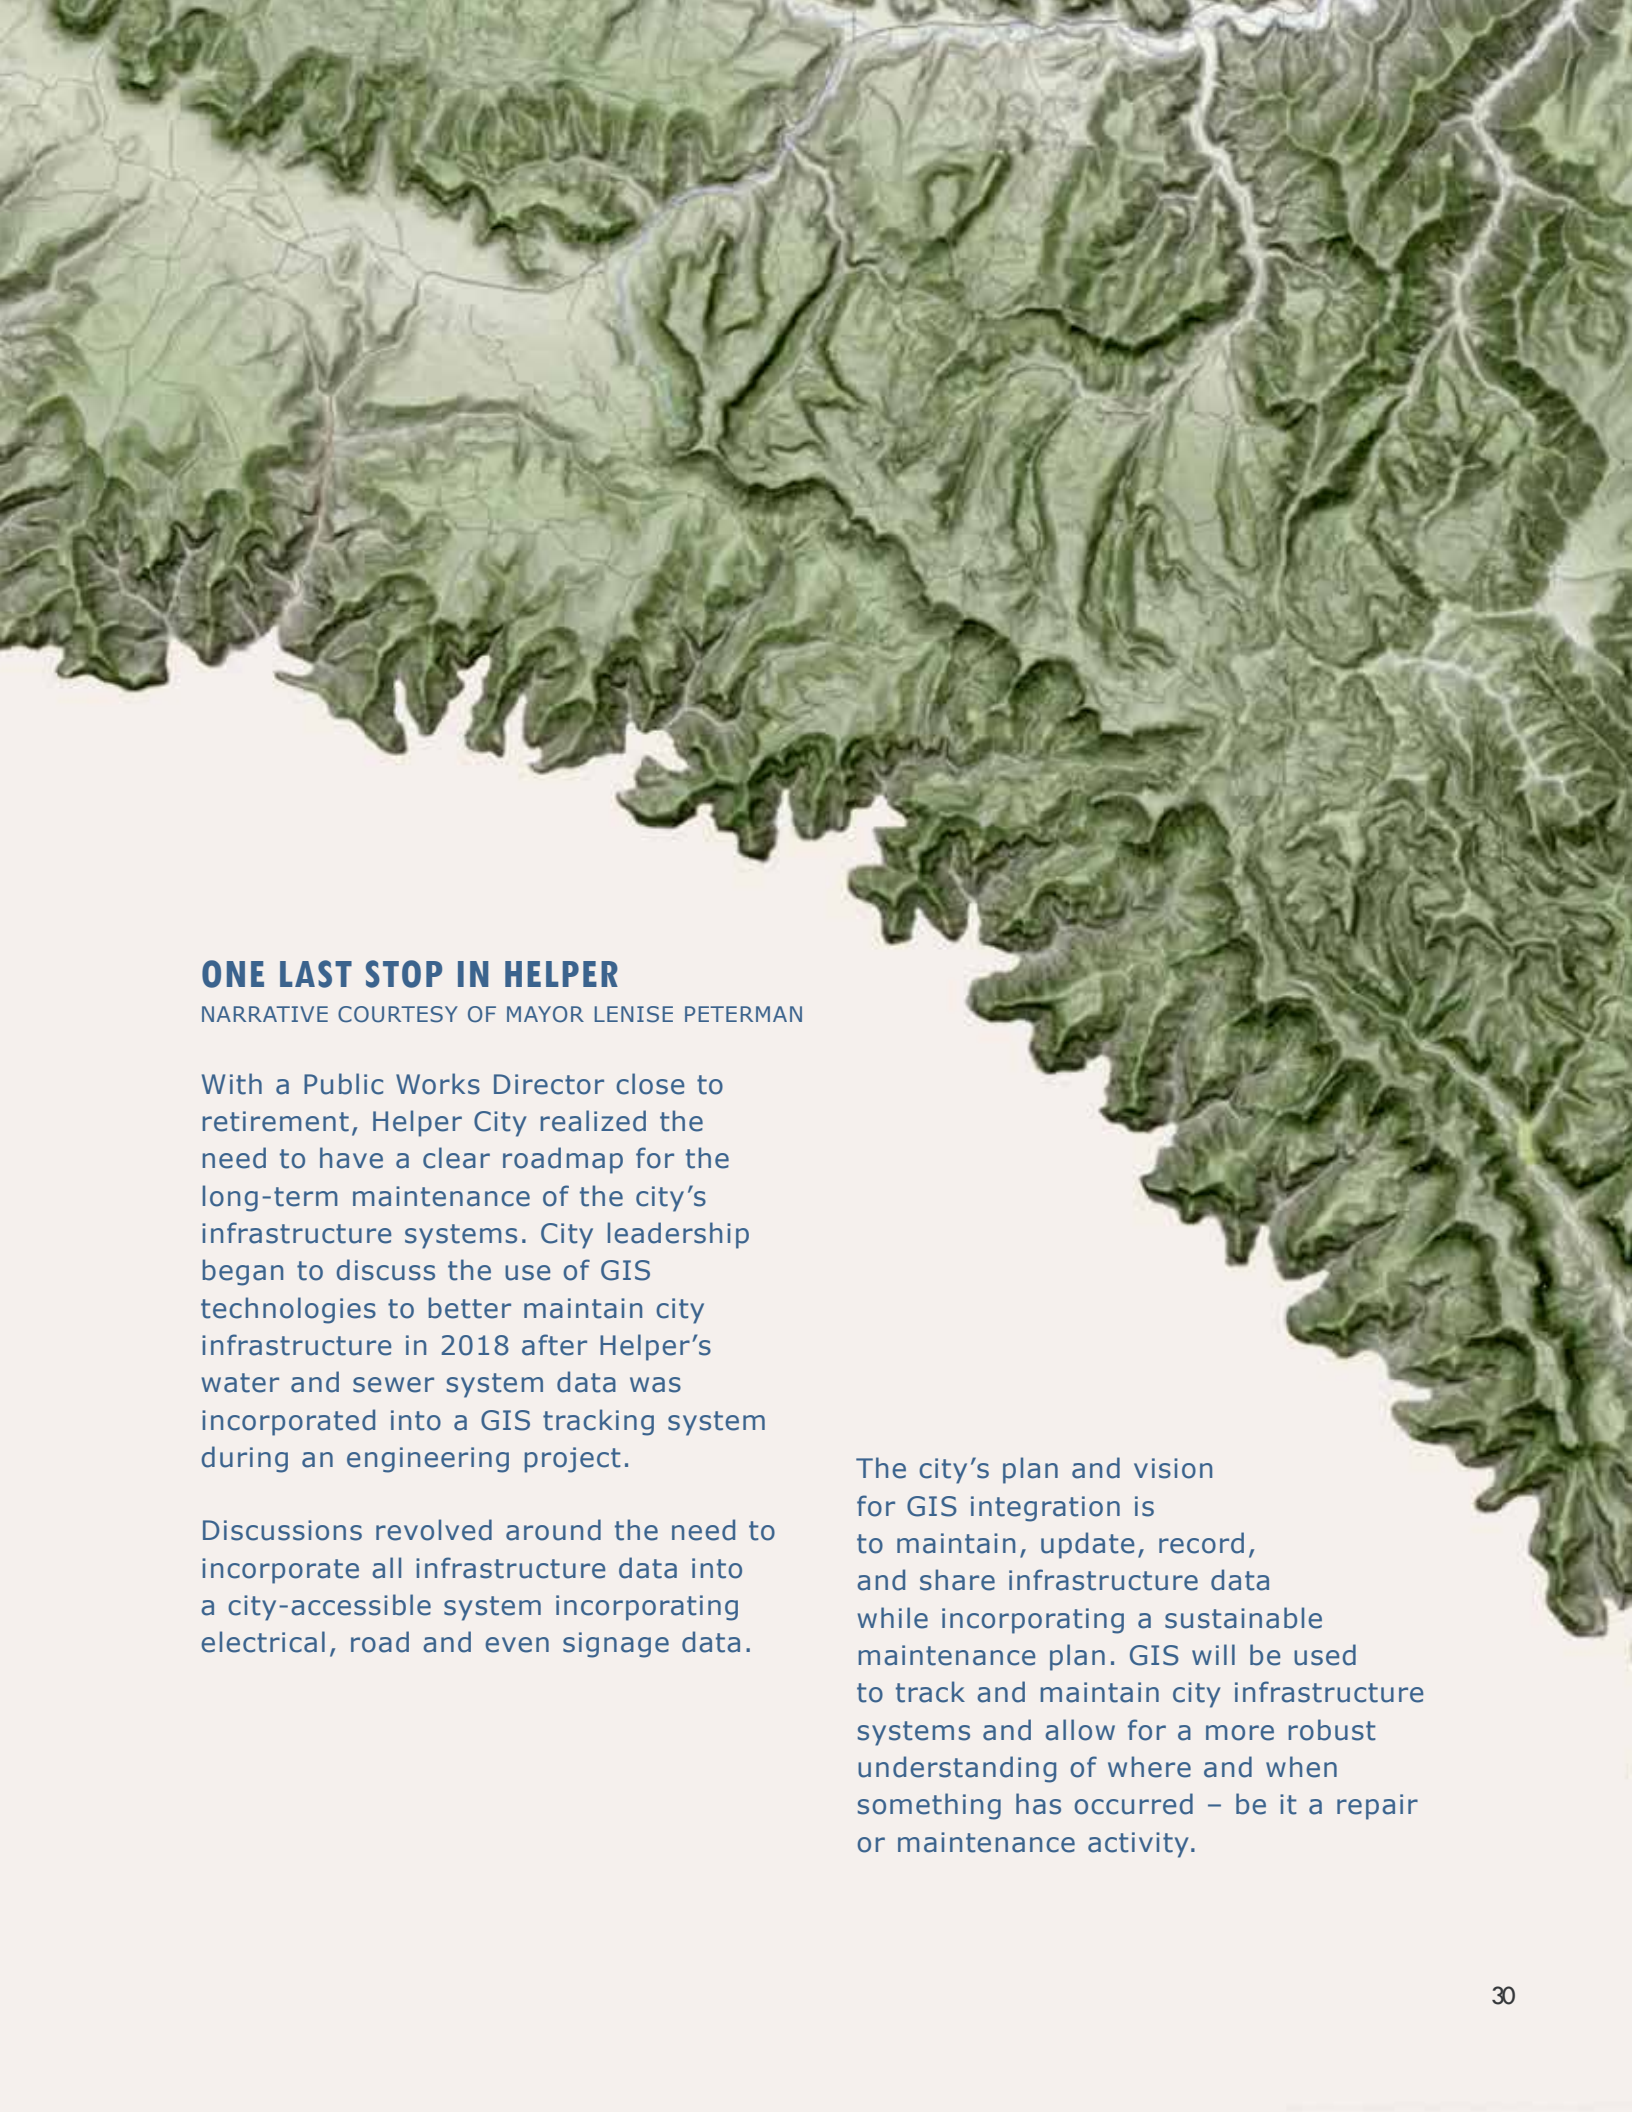 ONE LAST STOP IN HELPER
NARRATIVE COURTESY OF MAYOR LENISE PETERMAN
With a Public Works Director close to
retirement, Helper City realized the
need to have a clear roadmap for the
long-term maintenance of the city’s
infrastructure systems. City leadership
began to discuss the use of GIS
technologies to better maintain city
infrastructure in 2018 after Helper’s
water and sewer system data was
incorporated into a GIS tracking system
during an engineering project.
Discussions revolved around the need to
incorporate all infrastructure data into
a city-accessible system incorporating
electrical, road and even signage data.
The city’s plan and vision
for GIS integration is
to maintain, update, record,
and share infrastructure data
while incorporating a sustainable
maintenance plan. GIS will be used
to track and maintain city infrastructure
systems and allow for a more robust
understanding of where and when
something has occurred – be it a repair
or maintenance activity.
30